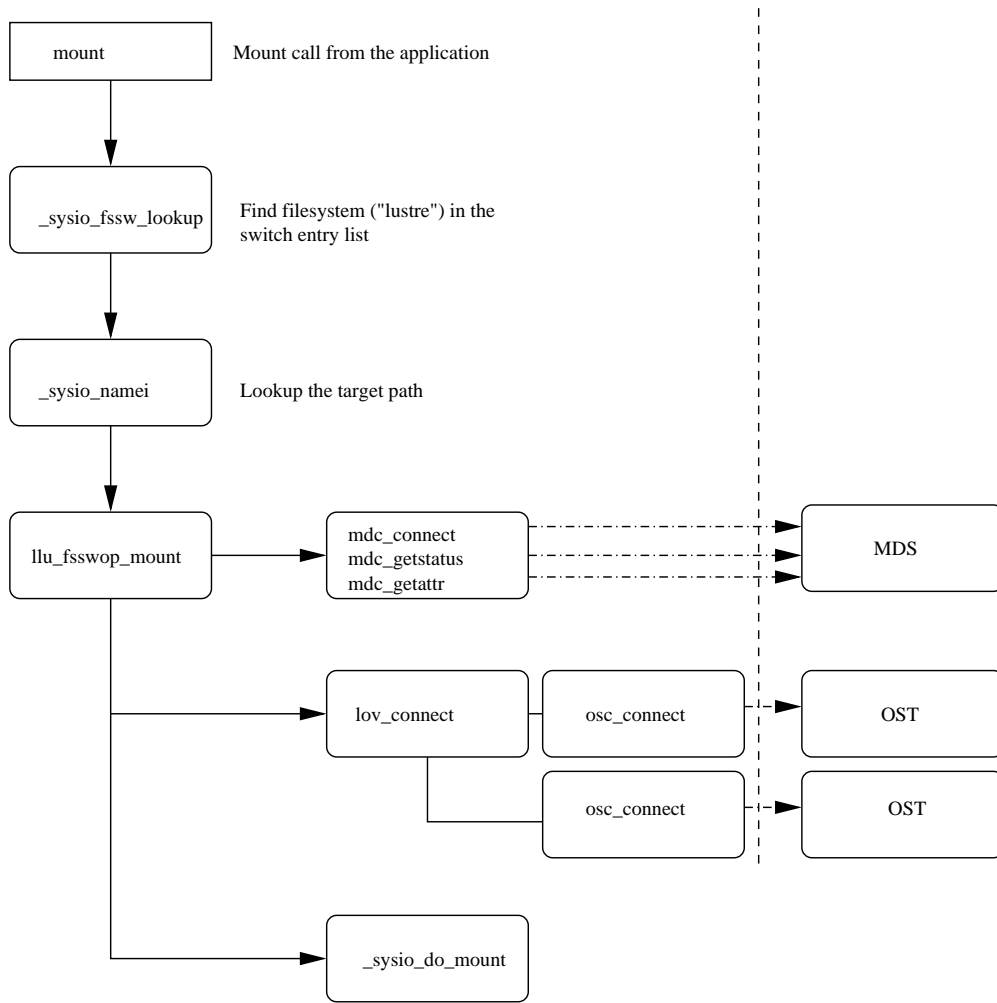 mount
Mount call from the application
_sysio_fssw_lookup
Find filesystem ("lustre") in the
switch entry list
_sysio_namei
Lookup the target path
llu_fsswop_mount
mdc_connect
mdc_getstatus
mdc_getattr
MDS
lov_connect
osc_connect
OST
osc_connect
OST
_sysio_do_mount